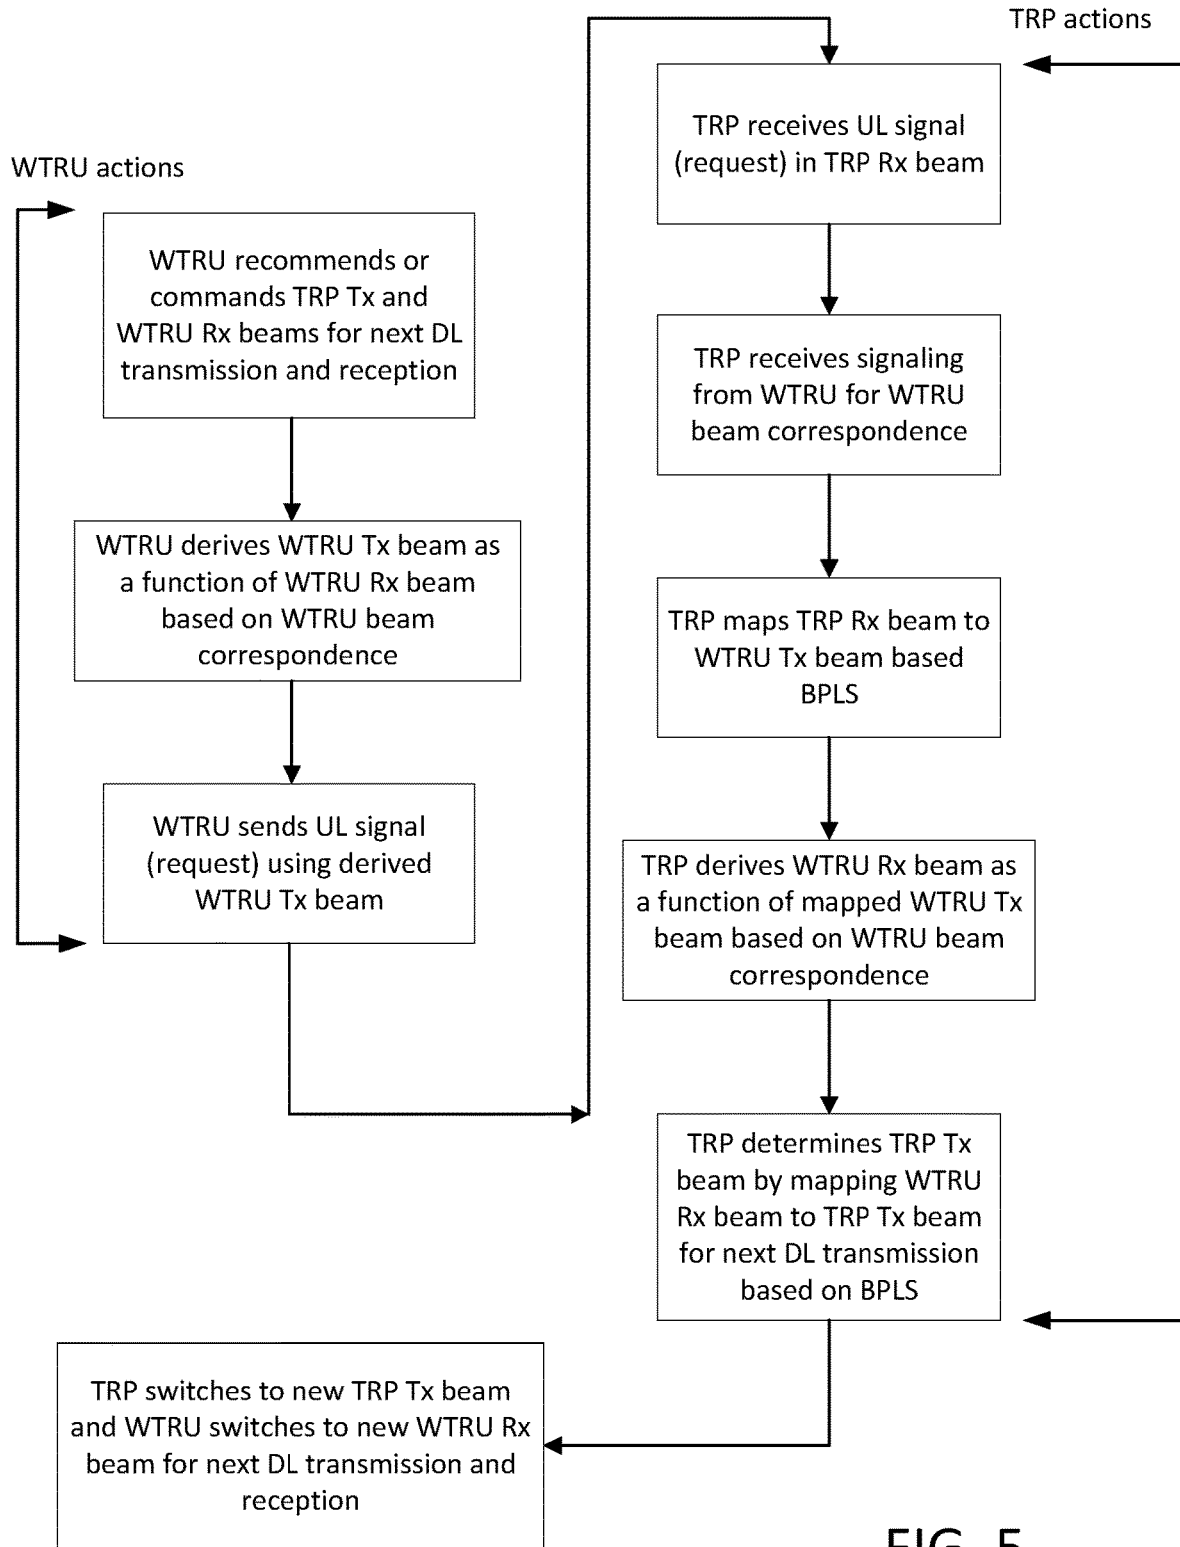 TRP actions
WTRU actions
WTRU recommends or
commands TRP Tx and
WTRU Rx beams for next DL
transmission and reception
WTRU derives WTRU Tx beam as
a function of WTRU Rx beam
based on WTRU beam
correspondence
WTRU sends UL signal
(request) using derived
WTRU Tx beam
TRP receives UL signal
(request) in TRP Rx beam
TRP receives signaling
from WTRU for WTRU
beam correspondence
TRP maps TRP Rx beam to
WTRU Tx beam based
BPLS
TRP derives WTRU Rx beam as
a function of mapped WTRU Tx
beam based on WTRU beam
correspondence
TRP determines TRP Tx
beam by mapping WTRU
Rx beam to TRP Tx beam
for next DL transmission
based on BPLS
TRP switches to new TRP Tx beam
and WTRU switches to new WTRU Rx
beam for next DL transmission and
reception
FIG. 5